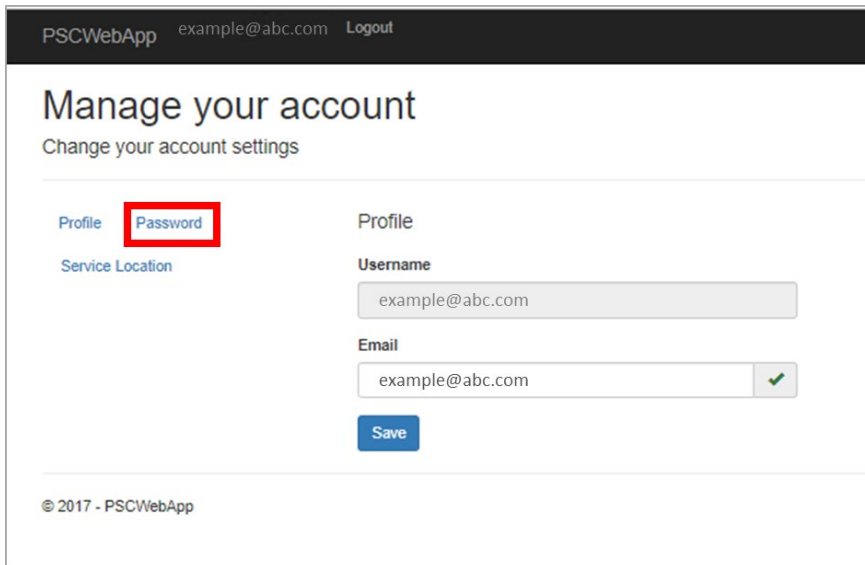 PSCWebApp example@abc.com Logout
Manage your account
Change your account settings
Profile Password
Service Location
Profile
Username
example@abc.com
Email
example@abc.com
Save
© 2017 - PSCWebApp